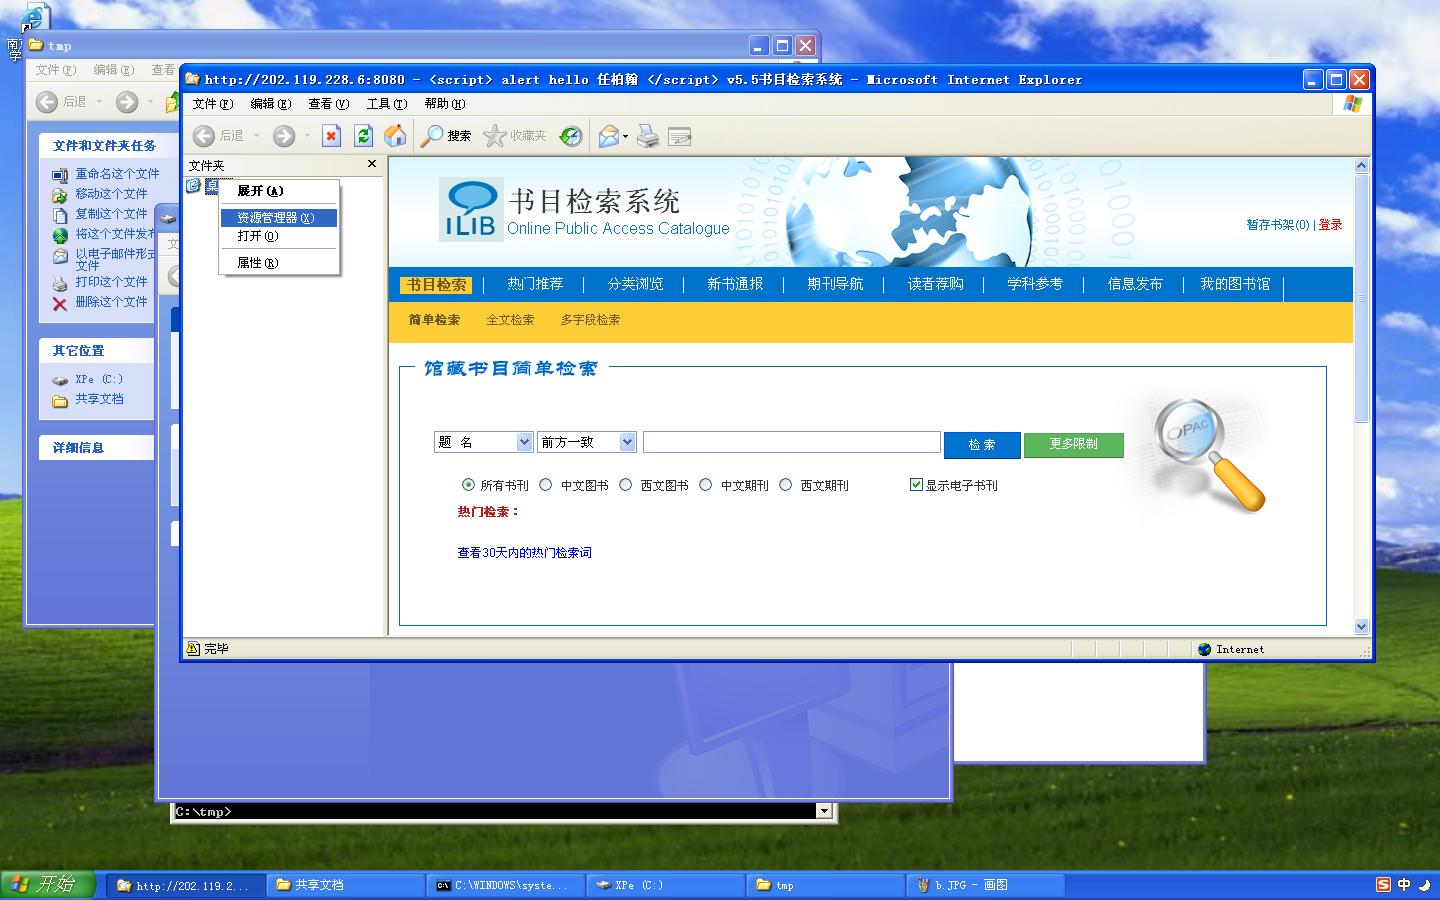 南京
学
tmp
文件(F) 编辑(E) 查看
后退
文件和文件夹任务
重命名这个文件
移动这个文件
复制这个文件
将这个文件发布
以电子邮件形式
文件
打印这个文件
删除这个文件
其它位置
XPe (C:)
共享文档
详细信息
http://202.119.228.6:8080 - <script> alert hello 任柏翰 </script> v5.5书目检索系统 - Microsoft Internet Explorer
文件(F) 编辑(E) 查看(V) 工具(T) 帮助(H)
后退 搜索 收藏夹
文件夹
桌
展开(A)
资源管理器(X)
打开(O)
属性(R)
iLIB
书目检索系统
Online Public Access Catalogue
暂存书架(0) | 登录
书目检索 热门推荐 分类浏览 新书通报 期刊导航 读者荐购 学科参考 信息发布 我的图书馆
简单检索 全文检索 多字段检索
馆藏书目简单检索
OPAC
题 名 前方一致 检 索 更多限制
所有书刊 中文图书 西文图书 中文期刊 西文期刊 显示电子书刊
热门检索：
查看30天内的热门检索词
完毕 Internet
C:\tmp>
开始 http://202.119.2... 共享文档 C:\WINDOWS\syste... XPe (C:) tmp b.JPG - 画图 S 中